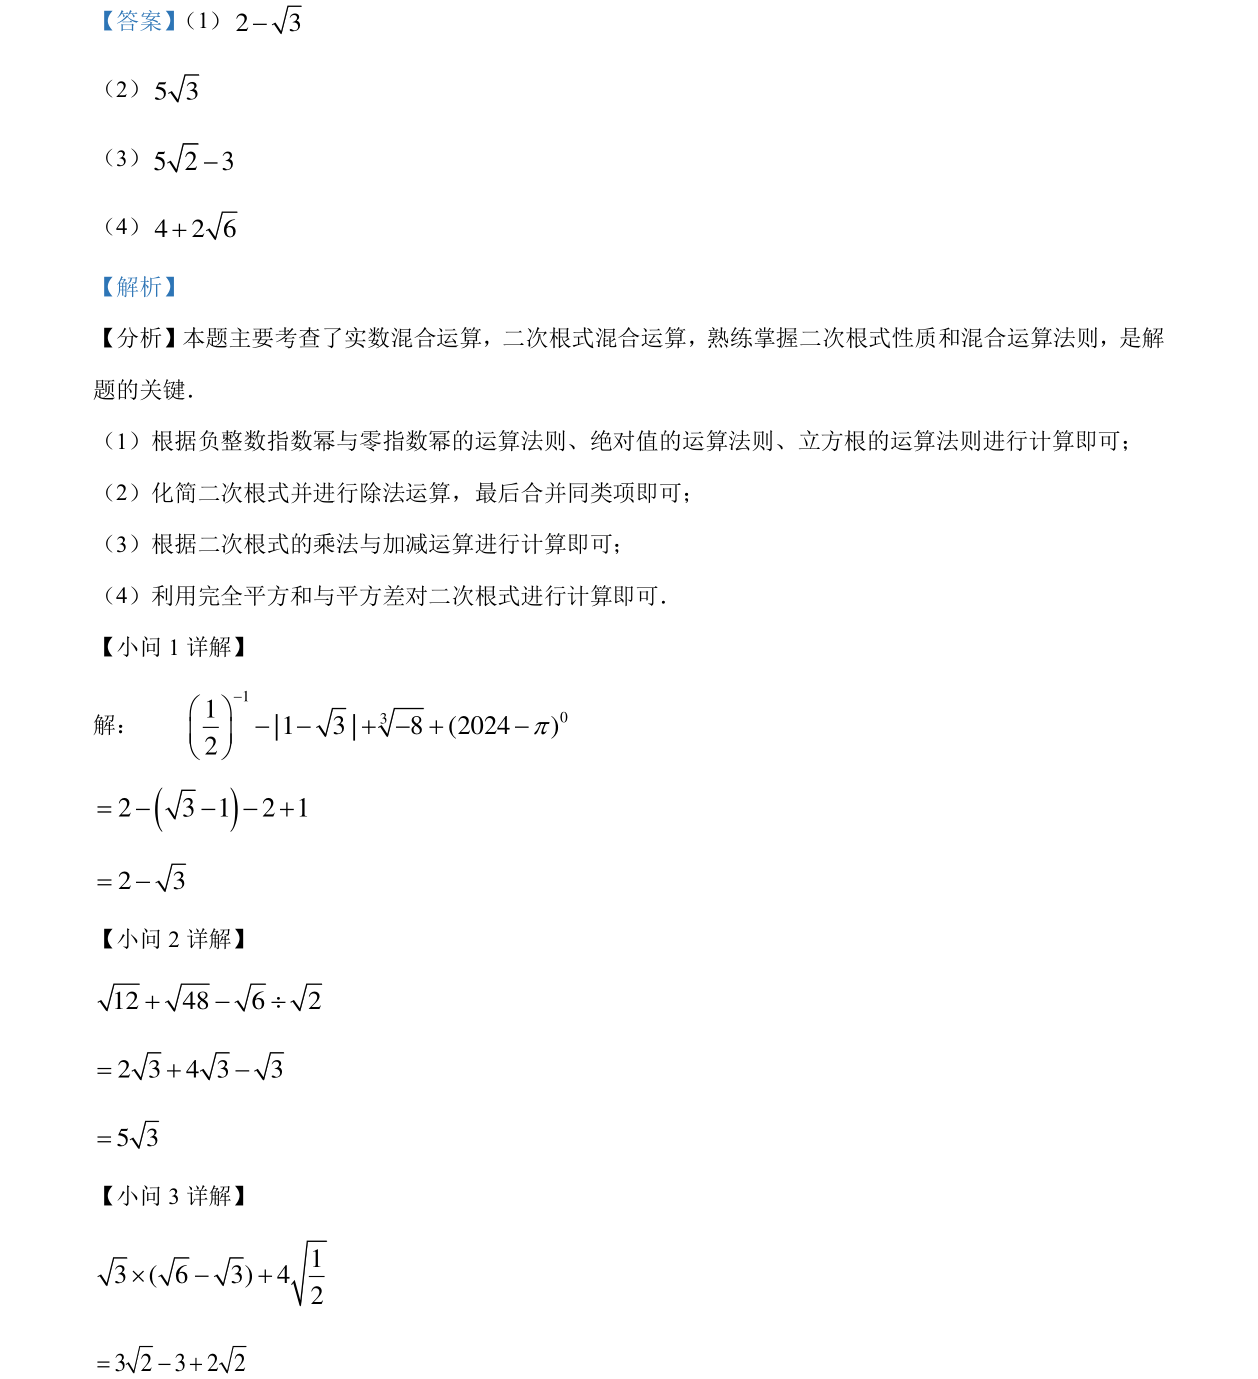 【答案】（1）2−√3
（2）5√3
（3）5√2−3
（4）4+2√6
【解析】
【分析】本题主要考查了实数混合运算，二次根式混合运算，熟练掌握二次根式性质和混合运算法则，是解
题的关键．
（1）根据负整数指数幂与零指数幂的运算法则、绝对值的运算法则、立方根的运算法则进行计算即可；
（2）化简二次根式并进行除法运算，最后合并同类项即可；
（3）根据二次根式的乘法与加减运算进行计算即可；
（4）利用完全平方和与平方差对二次根式进行计算即可．
【小问 1 详解】
解： (1/2)⁻¹−|1−√3|+∛−8+(2024−π)⁰
=2−(√3−1)−2+1
=2−√3
【小问 2 详解】
√12+√48−√6÷√2
=2√3+4√3−√3
=5√3
【小问 3 详解】
√3×(√6−√3)+4√(1/2)
=3√2−3+2√2